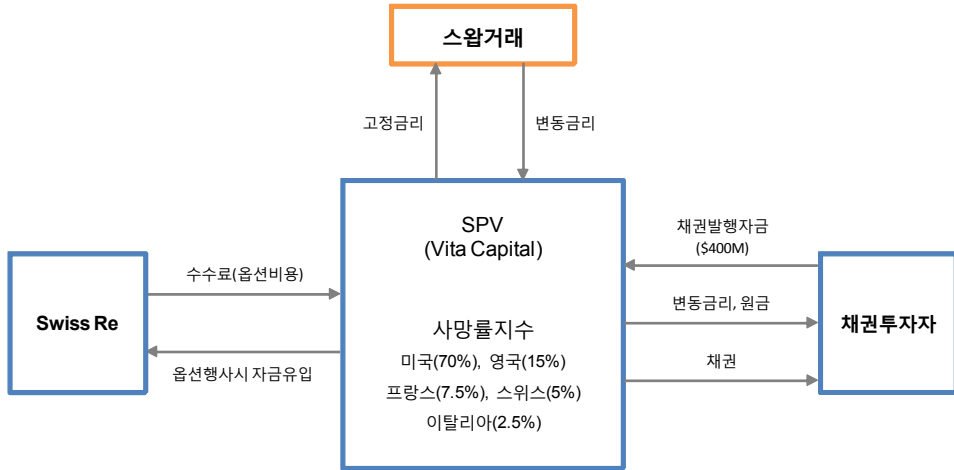 스왑거래
고정금리
변동금리
SPV
(Vita Capital)
채권발행자금
($400M)
수수료(옵션비용)
변동금리, 원금
Swiss Re
사망률지수
채권투자자
미국(70%), 영국(15%)
옵션행사시 자금유입
채권
프랑스(7.5%), 스위스(5%)
이탈리아(2.5%)